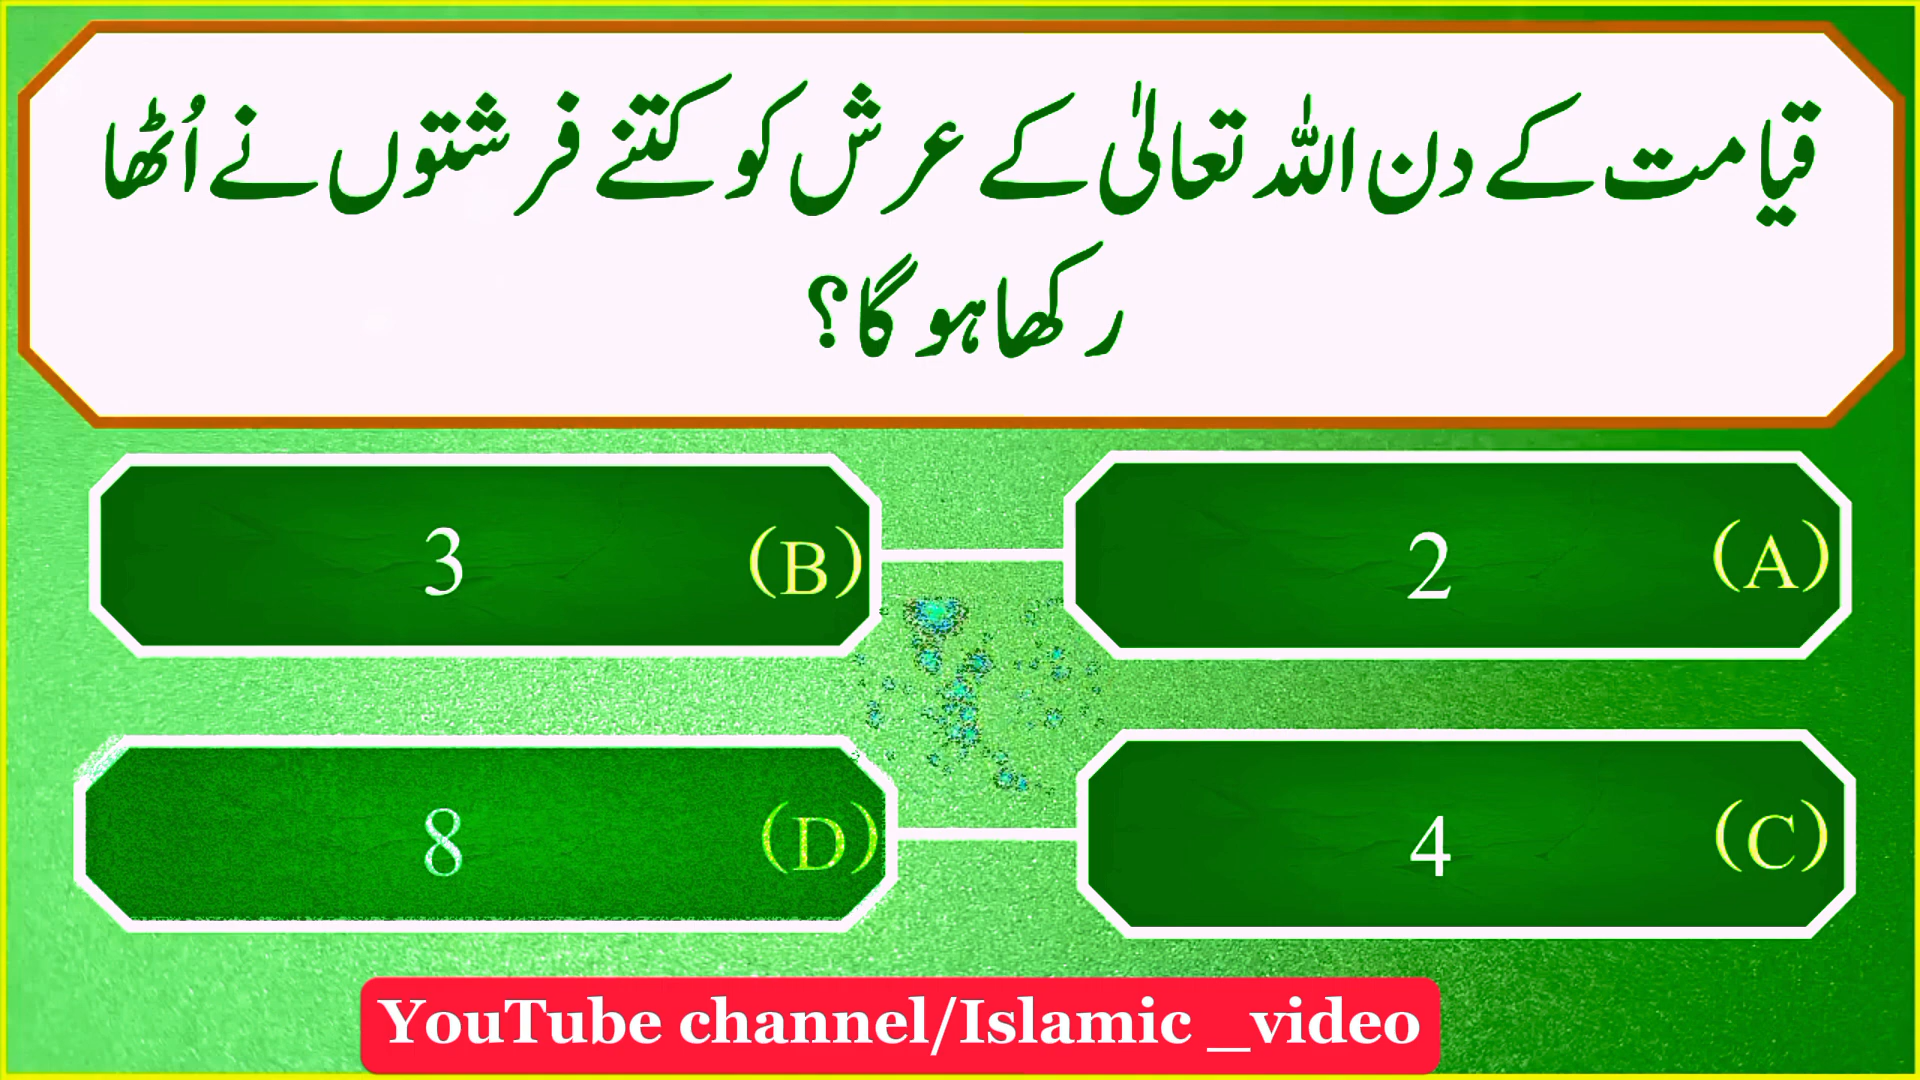 قیامت کے دن اللہ تعالیٰ کے عرش کو کتنے فرشتوں نے اُٹھا
رکھا ہو گا؟
(A) 2
(B) 3
(C) 4
(D) 8
YouTube channel/Islamic _video